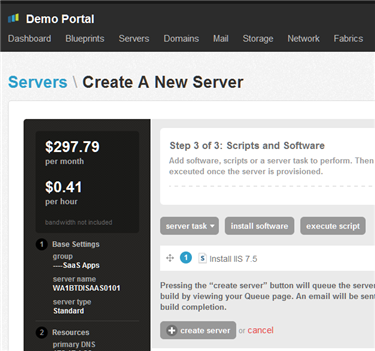 Demo Portal
Dashboard Blueprints Servers Domains Mail Storage Network Fabrics
Servers \ Create A New Server
$297.79
per month
$0.41
per hour
bandwidth not included
1 Base Settings
group
----SaaS Apps
server name
WA1BTDISAAS0101
server type
Standard
2 Resources
primary DNS
Step 3 of 3: Scripts and Software
Add software, scripts or a server task to perform. Then
exceuted once the server is provisioned.
server task install software execute script
1 S Install IIS 7.5
Pressing the "create server" button will queue the server
build by viewing your Queue page. An email will be sent
build completion.
create server or cancel